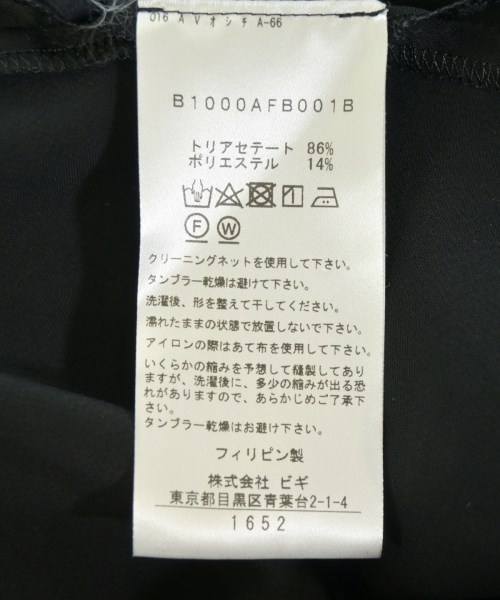 016 A V オシチ A-66
B1000AFB001B
トリアセテート 86%
ポリエステル 14%
F W
クリーニングネットを使用して下さい。
タンブラー乾燥は避けて下さい。
洗濯後、形を整えて干してください。
濡れたままの状態で放置しないで下さい。
アイロンの際はあて布を使用して下さい。
いくらかの縮みを予想して縫製してあり
ますが、洗濯後に、多少の縮みが出る恐
れがありますので、あらかじめご了承下
さい。
タンブラー乾燥はお避け下さい。
フィリピン製
株式会社 ビギ
東京都目黒区青葉台2-1-4
1652